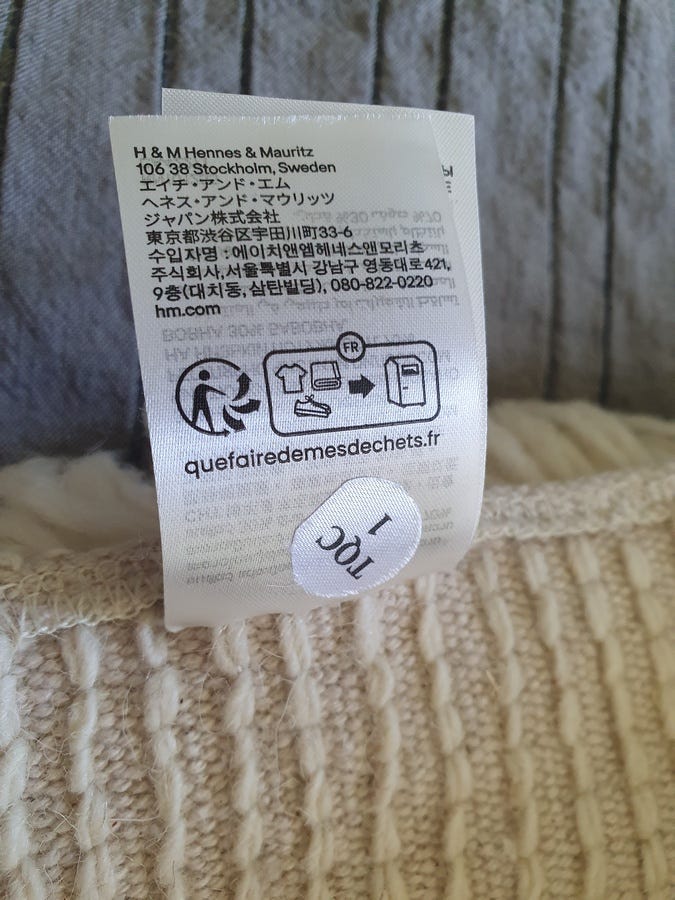 H & M Hennes & Mauritz
106 38 Stockholm, Sweden
エイチ・アンド・エム
ヘネス・アンド・マウリッツ
ジャパン株式会社
東京都渋谷区宇田川町33-6
수입자명 : 에이치앤엠헤네스앤모리츠
주식회사,서울특별시 강남구 영동대로421,
9층(대치동, 삼탄빌딩), 080-822-0220
hm.com
FR
quefairedemesdechets.fr
TQC
1